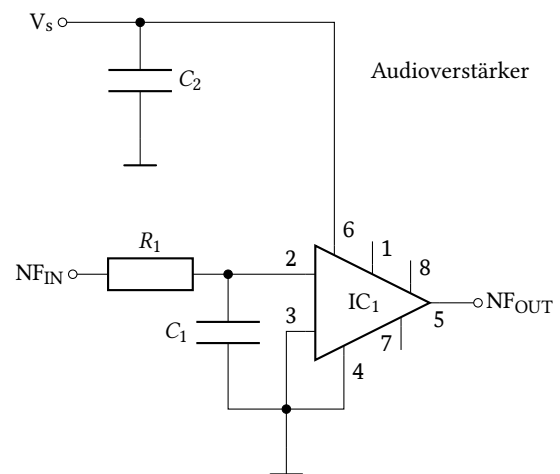 Vs
C2
Audioverstärker
6
1
R1
8
2
NFIN
IC1
NFOUT
3
5
C1
7
4